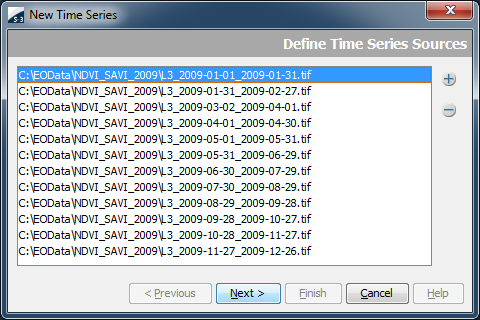 S-3 New Time Series
Define Time Series Sources
C:\EOData\NDVI_SAVI_2009\L3_2009-01-01_2009-01-31.tif
C:\EOData\NDVI_SAVI_2009\L3_2009-01-31_2009-02-27.tif
C:\EOData\NDVI_SAVI_2009\L3_2009-03-02_2009-04-01.tif
C:\EOData\NDVI_SAVI_2009\L3_2009-04-01_2009-04-30.tif
C:\EOData\NDVI_SAVI_2009\L3_2009-05-01_2009-05-31.tif
C:\EOData\NDVI_SAVI_2009\L3_2009-05-31_2009-06-29.tif
C:\EOData\NDVI_SAVI_2009\L3_2009-06-30_2009-07-29.tif
C:\EOData\NDVI_SAVI_2009\L3_2009-07-30_2009-08-29.tif
C:\EOData\NDVI_SAVI_2009\L3_2009-08-29_2009-09-28.tif
C:\EOData\NDVI_SAVI_2009\L3_2009-09-28_2009-10-27.tif
C:\EOData\NDVI_SAVI_2009\L3_2009-10-28_2009-11-27.tif
C:\EOData\NDVI_SAVI_2009\L3_2009-11-27_2009-12-26.tif
< Previous Next > Finish Cancel Help